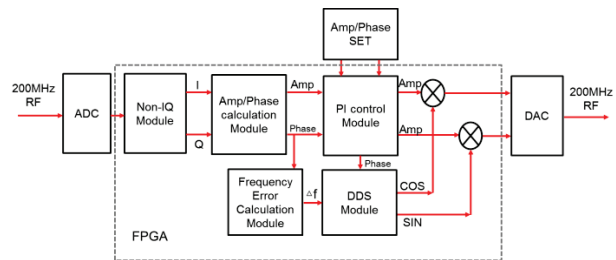 Amp/Phase
SET
200MHz
RF
ADC
Non-IQ
Module
I
Q
Amp/Phase
calculation
Module
Amp
Phase
PI control
Module
Amp
Amp
DAC
200MHz
RF
Phase
Frequency
Error
Calculation
Module
△f
DDS
Module
COS
SIN
FPGA